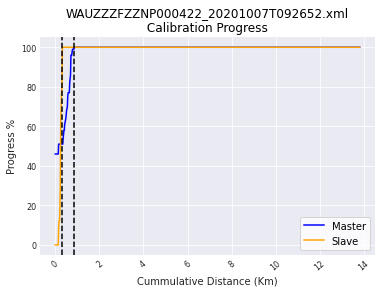 WAUZZZFZZNP000422_20201007T092652.xml
Calibration Progress
Progress %
100
80
60
40
20
0
0 2 4 6 8 10 12 14
Cummulative Distance (Km)
Master
Slave